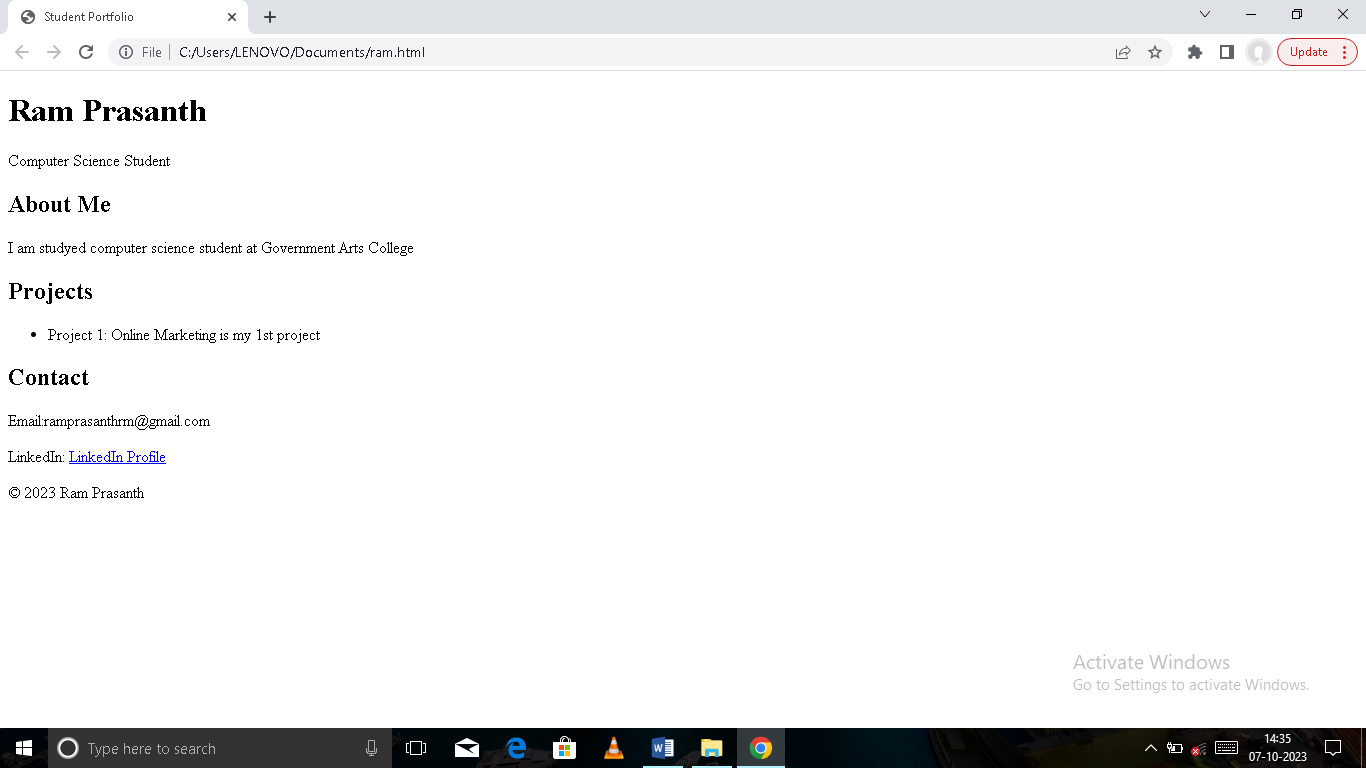 Student Portfolio
File
C:/Users/LENOVO/Documents/ram.html
Update
Ram Prasanth
Computer Science Student
About Me
I am studyed computer science student at Government Arts College
Projects
• Project 1: Online Marketing is my 1st project
Contact
Email:ramprasanthrm@gmail.com
LinkedIn: LinkedIn Profile
© 2023 Ram Prasanth
Activate Windows
Go to Settings to activate Windows.
Type here to search
14:35
07-10-2023